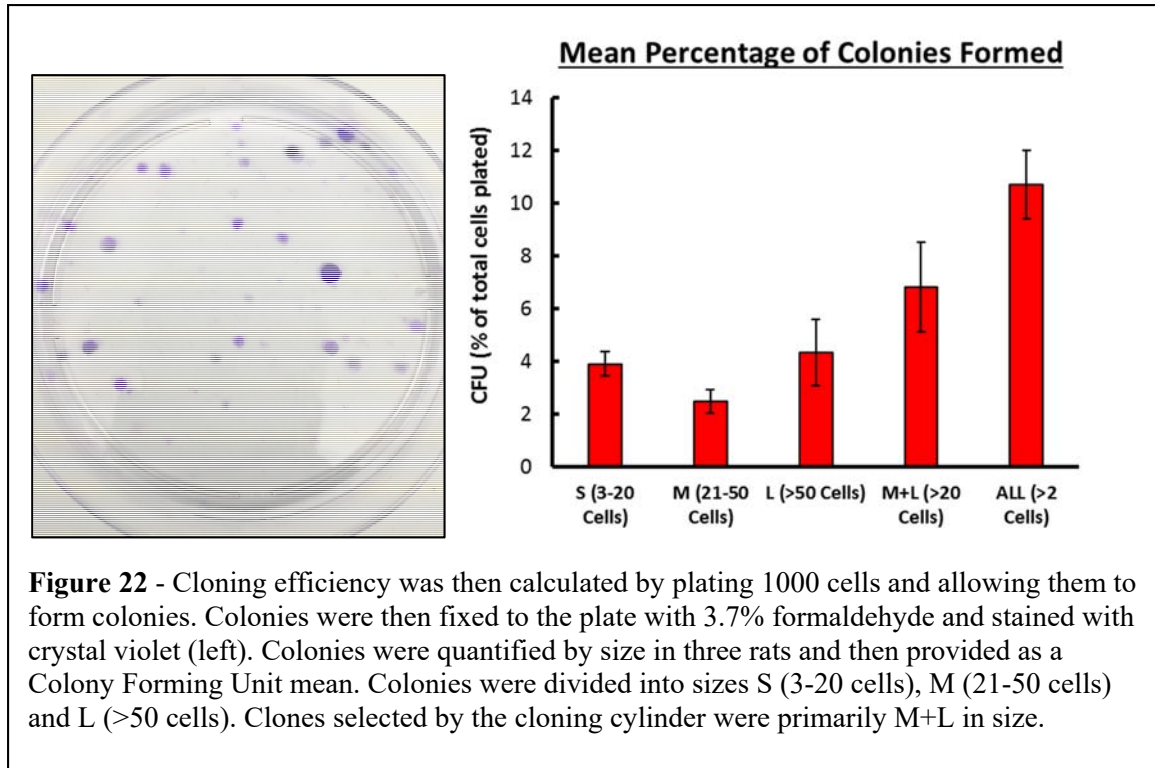 Mean Percentage of Colonies Formed
CFU (% of total cells plated)
14
12
10
8
6
4
2
0
S (3-20
Cells)
M (21-50
Cells)
L (>50 Cells)
M+L (>20
Cells)
ALL (>2
Cells)
Figure 22 - Cloning efficiency was then calculated by plating 1000 cells and allowing them to
form colonies. Colonies were then fixed to the plate with 3.7% formaldehyde and stained with
crystal violet (left). Colonies were quantified by size in three rats and then provided as a
Colony Forming Unit mean. Colonies were divided into sizes S (3-20 cells), M (21-50 cells)
and L (>50 cells). Clones selected by the cloning cylinder were primarily M+L in size.